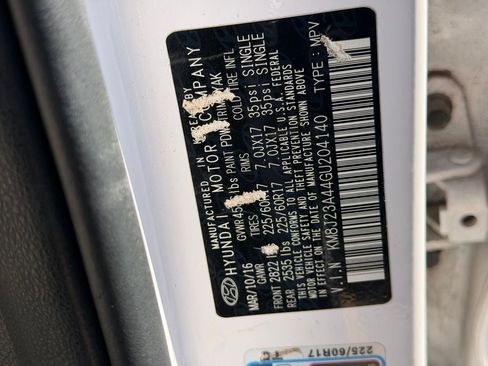 MANUFACTURED IN KOREA BY
HYUNDAI MOTOR COMPANY
MAR/10/16 GVWR lbs PAINT
GAWR TIRES RIMS COLD TIRE INFL
FRONT 2822 225/60R17 7.0JX17 35psi SINGLE
REAR 2535 lbs 225/60R17 7.0JX17 35psi SINGLE
THIS VEHICLE CONFORMS TO ALL APPLICABLE U.S.A. FEDERAL
MOTOR VEHICLE SAFETY AND THEFT PREVENTION STANDARDS
IN EFFECT ON THE DATE OF MANUFACTURE SHOWN ABOVE
V.I.N: KM8J23A44GU204140 TYPE: MPV
225/60R17